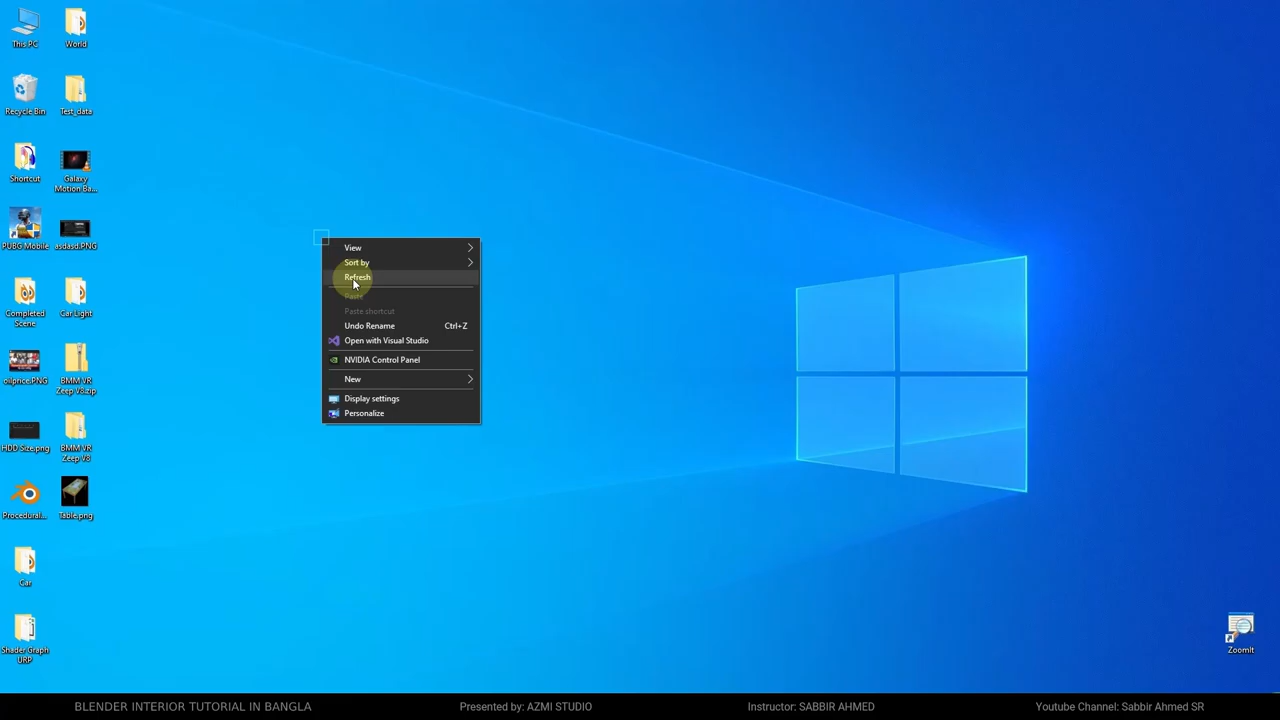 This PC
World
Recycle Bin
Test_data
Shortcut
Galaxy
Motion Ba...
PUBG Mobile
asdasd.PNG
Completed
Scene
Car Light
oilprice.PNG
BMM VR
Zeep V8.zip
HDD Size.png
BMM VR
Zeep V8
Procedural...
Table.png
Car
Shader Graph
URP
View
Sort by
Refresh
Paste
Paste shortcut
Undo Rename Ctrl+Z
Open with Visual Studio
NVIDIA Control Panel
New
Display settings
Personalize
ZoomIt
BLENDER INTERIOR TUTORIAL IN BANGLA Presented by: AZMI STUDIO Instructor: SABBIR AHMED Youtube Channel: Sabbir Ahmed SR